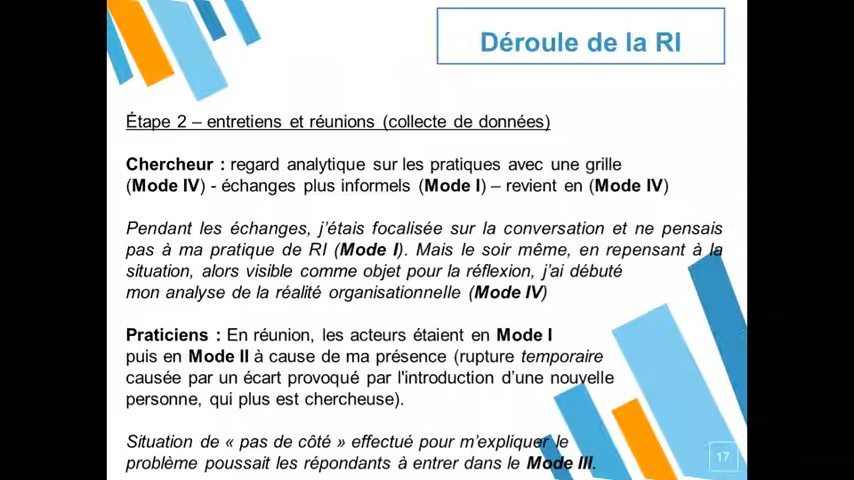 Déroule de la RI
Étape 2 – entretiens et réunions (collecte de données)
Chercheur : regard analytique sur les pratiques avec une grille
(Mode IV) - échanges plus informels (Mode I) – revient en (Mode IV)
Pendant les échanges, j'étais focalisée sur la conversation et ne pensais
pas à ma pratique de RI (Mode I). Mais le soir même, en repensant à la
situation, alors visible comme objet pour la réflexion, j'ai débuté
mon analyse de la réalité organisationnelle (Mode IV)
Praticiens : En réunion, les acteurs étaient en Mode I
puis en Mode II à cause de ma présence (rupture temporaire
causée par un écart provoqué par l'introduction d'une nouvelle
personne, qui plus est chercheuse).
Situation de « pas de côté » effectué pour m'expliquer le
problème poussait les répondants à entrer dans le Mode III.
17